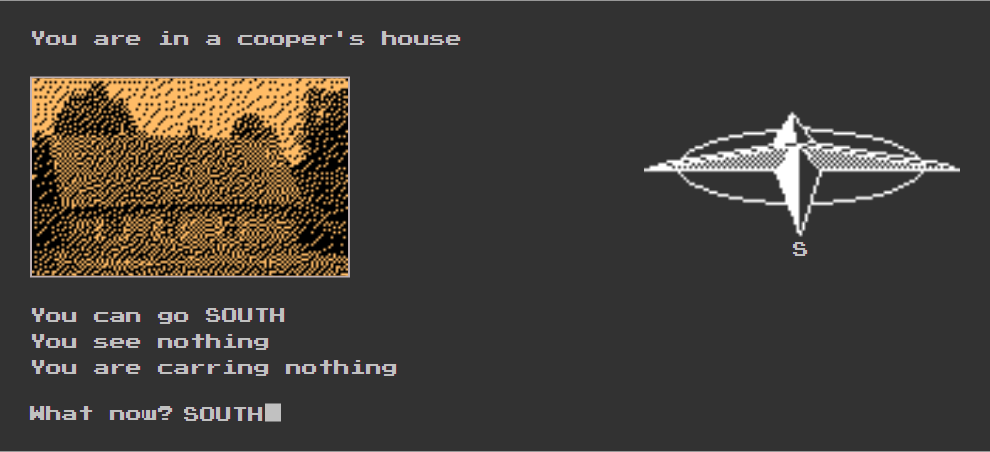 You are in a cooper's house
S
You can go SOUTH
You see nothing
You are carring nothing
What now? SOUTH